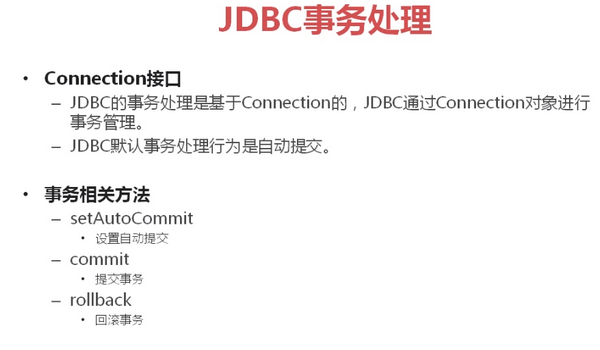 JDBC事务处理
• Connection接口
– JDBC的事务处理是基于Connection的，JDBC通过Connection对象进行
事务管理。
– JDBC默认事务处理行为是自动提交。
• 事务相关方法
– setAutoCommit
• 设置自动提交
– commit
• 提交事务
– rollback
• 回滚事务